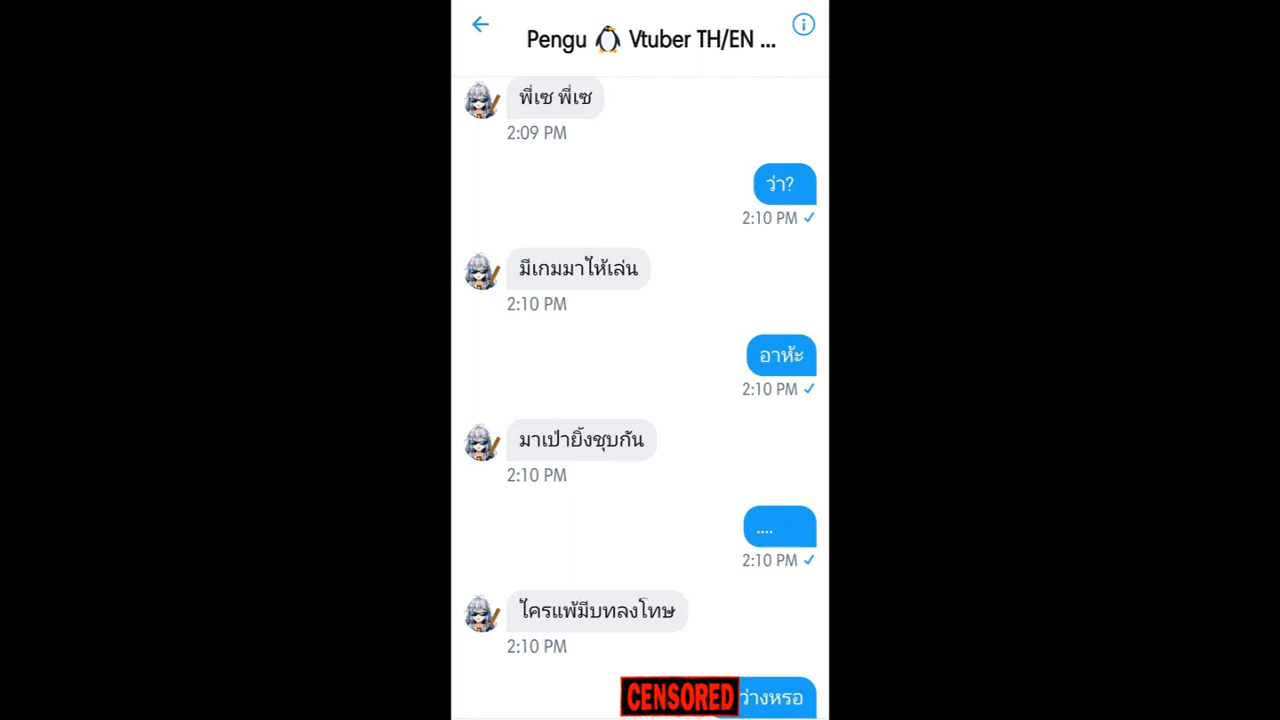 Pengu 🐧 Vtuber TH/EN ...
พี่เซ พี่เซ
2:09 PM
ว่า?
2:10 PM
มีเกมมาให้เล่น
2:10 PM
อาห้ะ
2:10 PM
มาเป่ายิ้งชุบกัน
2:10 PM
....
2:10 PM
ใครแพ้มีบทลงโทษ
2:10 PM
CENSORED ว่างหรอ